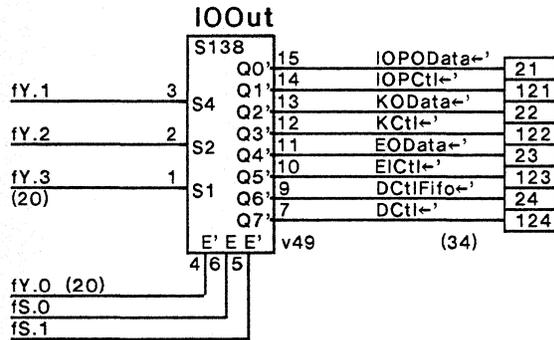 IOOut
S138
15 IOPOData←' 21
Q0'
14 IOPCtl←' 121
Q1'
fY.1 3 S4
13 KOData←' 22
Q2'
12 KCtl←' 122
Q3'
fY.2 2 S2
11 EOData←' 23
Q4'
10 EICtl←' 123
Q5'
fY.3 1 S1
(20)
9 DCtlFifo←' 24
Q6'
7 DCtl←' 124
Q7'
E' E E' v49 (34)
4 6 5
fY.0 (20)
fS.0
fS.1